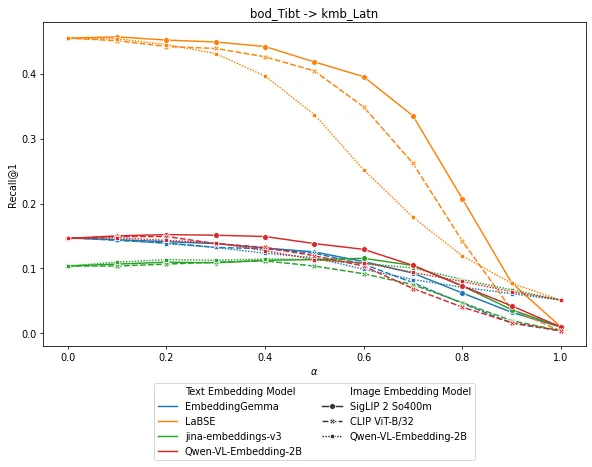 bod_Tibt -> kmb_Latn
Recall@1
0.4
0.3
0.2
0.1
0.0
0.0 0.2 0.4 0.6 0.8 1.0
α
Text Embedding Model Image Embedding Model
EmbeddingGemma SigLIP 2 So400m
LaBSE CLIP ViT-B/32
jina-embeddings-v3 Qwen-VL-Embedding-2B
Qwen-VL-Embedding-2B